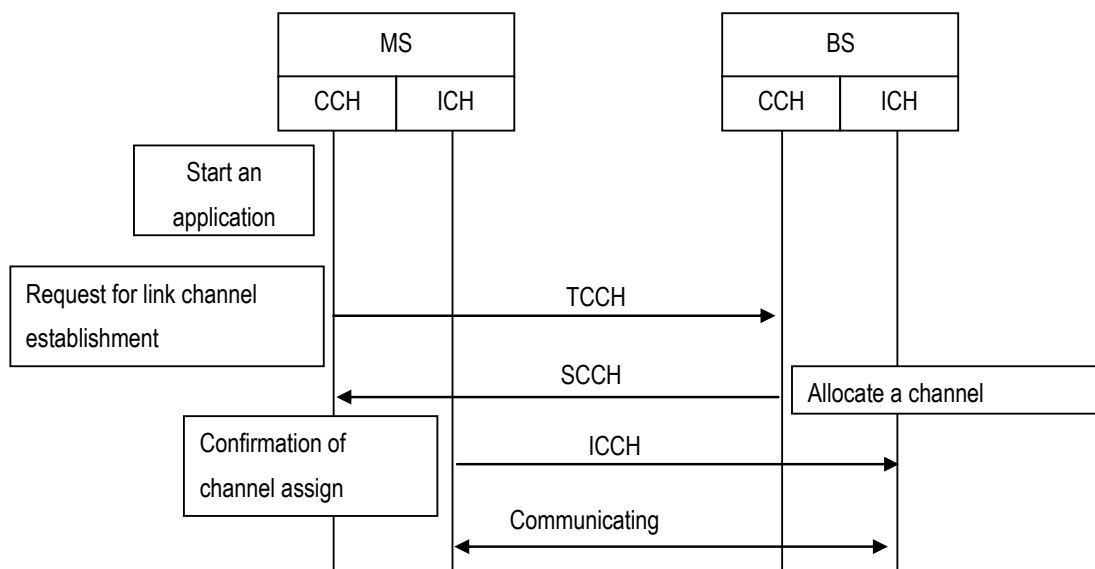 MS
BS
CCH
ICH
CCH
ICH
Start an
application
Request for link channel
establishment
TCCH
SCCH
Allocate a channel
Confirmation of
channel assign
ICCH
Communicating